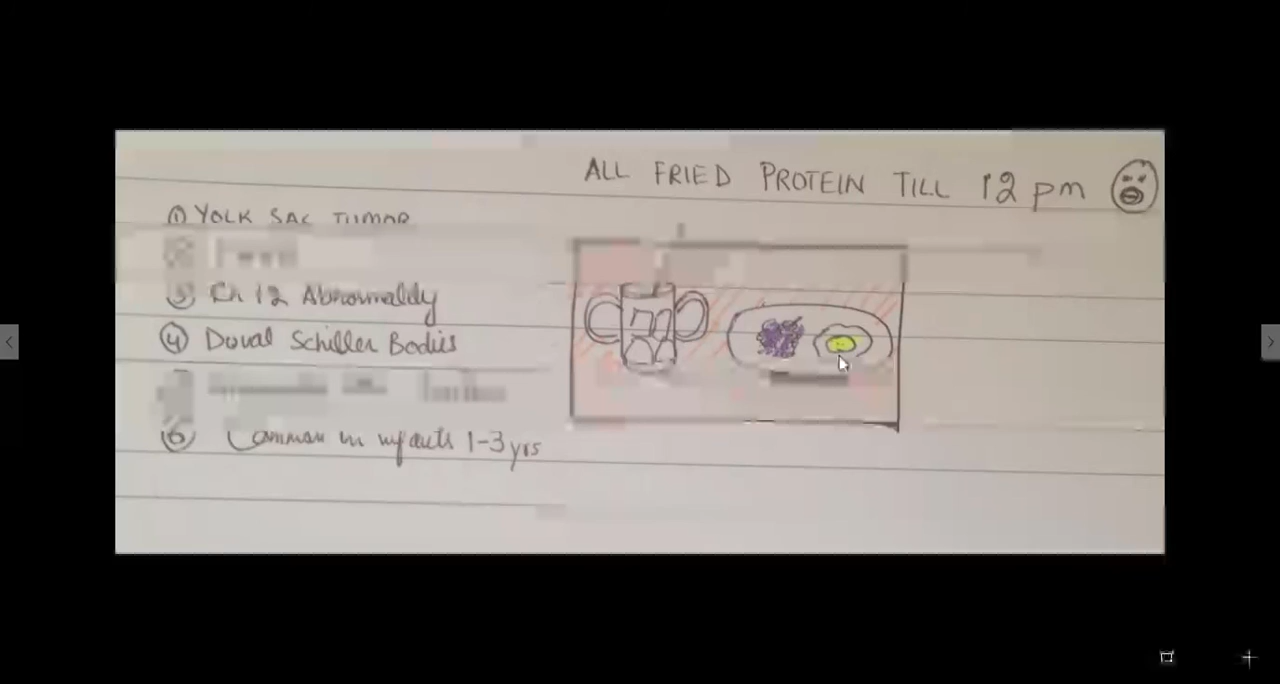 ALL FRIED PROTEIN TILL 12 pm
① YOLK SAC TUMOR
③ Ch 12 Abnormality
④ Duval Schiller Bodies
⑥ Common in infants 1-3 yrs